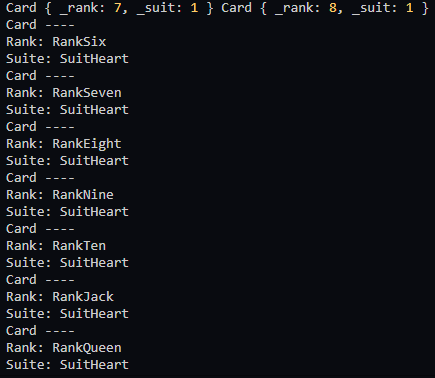 Card { _rank: 7, _suit: 1 } Card { _rank: 8, _suit: 1 }
Card ----
Rank: RankSix
Suite: SuitHeart
Card ----
Rank: RankSeven
Suite: SuitHeart
Card ----
Rank: RankEight
Suite: SuitHeart
Card ----
Rank: RankNine
Suite: SuitHeart
Card ----
Rank: RankTen
Suite: SuitHeart
Card ----
Rank: RankJack
Suite: SuitHeart
Card ----
Rank: RankQueen
Suite: SuitHeart